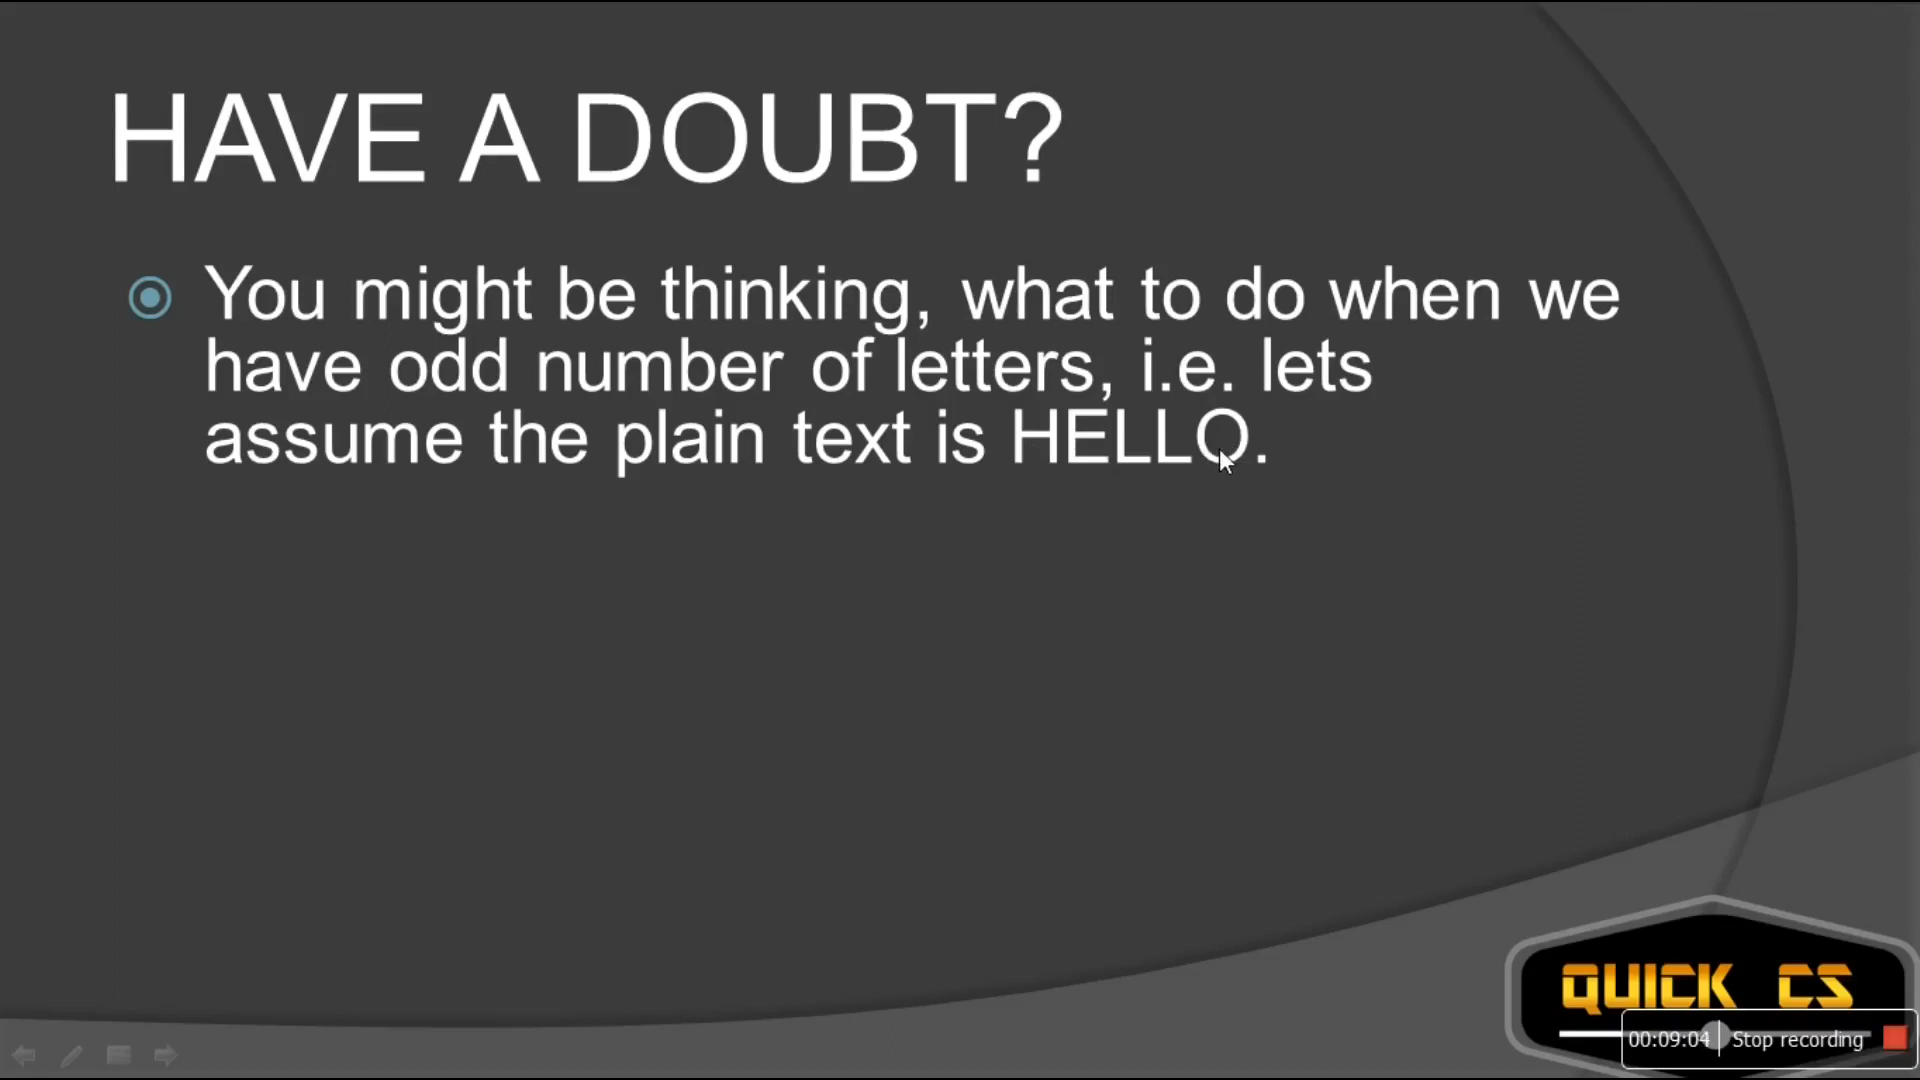 HAVE A DOUBT?
You might be thinking, what to do when we
have odd number of letters, i.e. lets
assume the plain text is HELLO.
QUICK CS
00:09:04 Stop recording